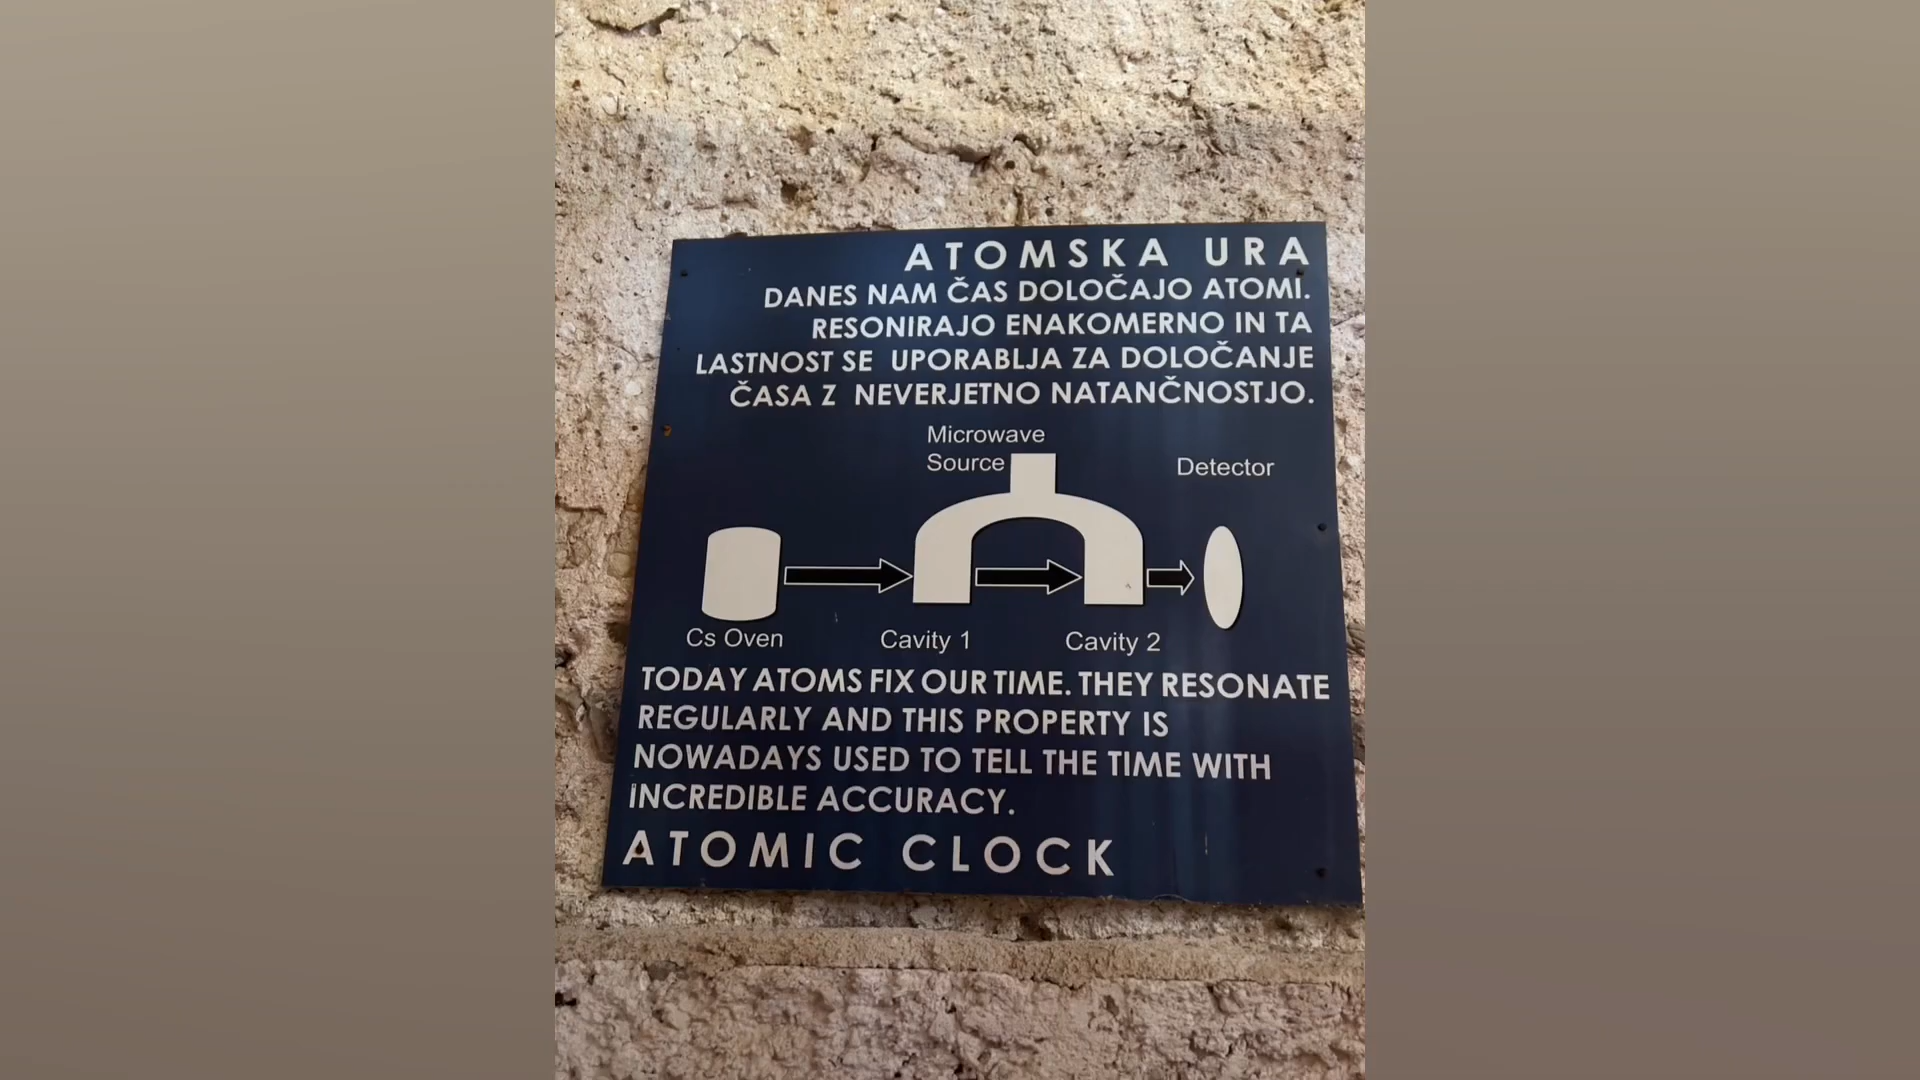 ATOMSKA URA
DANES NAM ČAS DOLOČAJO ATOMI.
RESONIRAJO ENAKOMERNO IN TA
LASTNOST SE UPORABLJA ZA DOLOČANJE
ČASA Z NEVERJETNO NATANČNOSTJO.
Microwave
Source
Detector
Cs Oven
Cavity 1
Cavity 2
TODAY ATOMS FIX OUR TIME. THEY RESONATE
REGULARLY AND THIS PROPERTY IS
NOWADAYS USED TO TELL THE TIME WITH
INCREDIBLE ACCURACY.
ATOMIC CLOCK